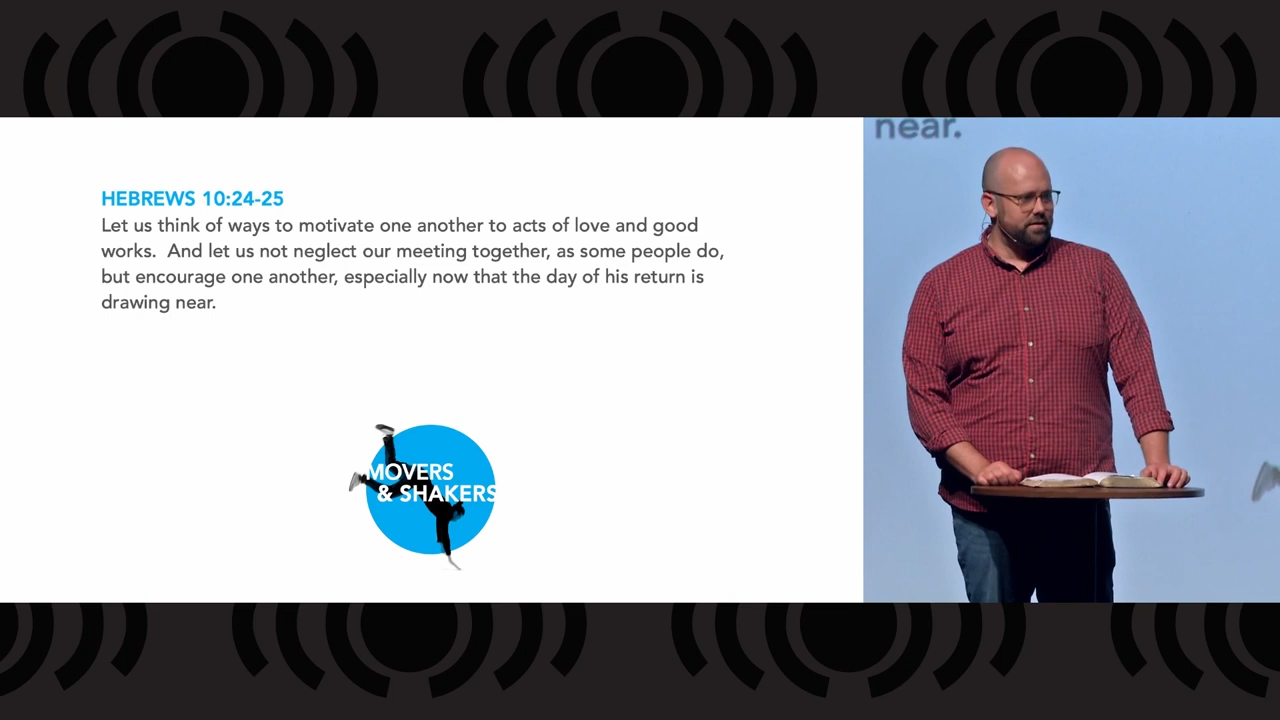 near.
HEBREWS 10:24-25
Let us think of ways to motivate one another to acts of love and good
works.  And let us not neglect our meeting together, as some people do,
but encourage one another, especially now that the day of his return is
drawing near.
MOVERS
& SHAKERS